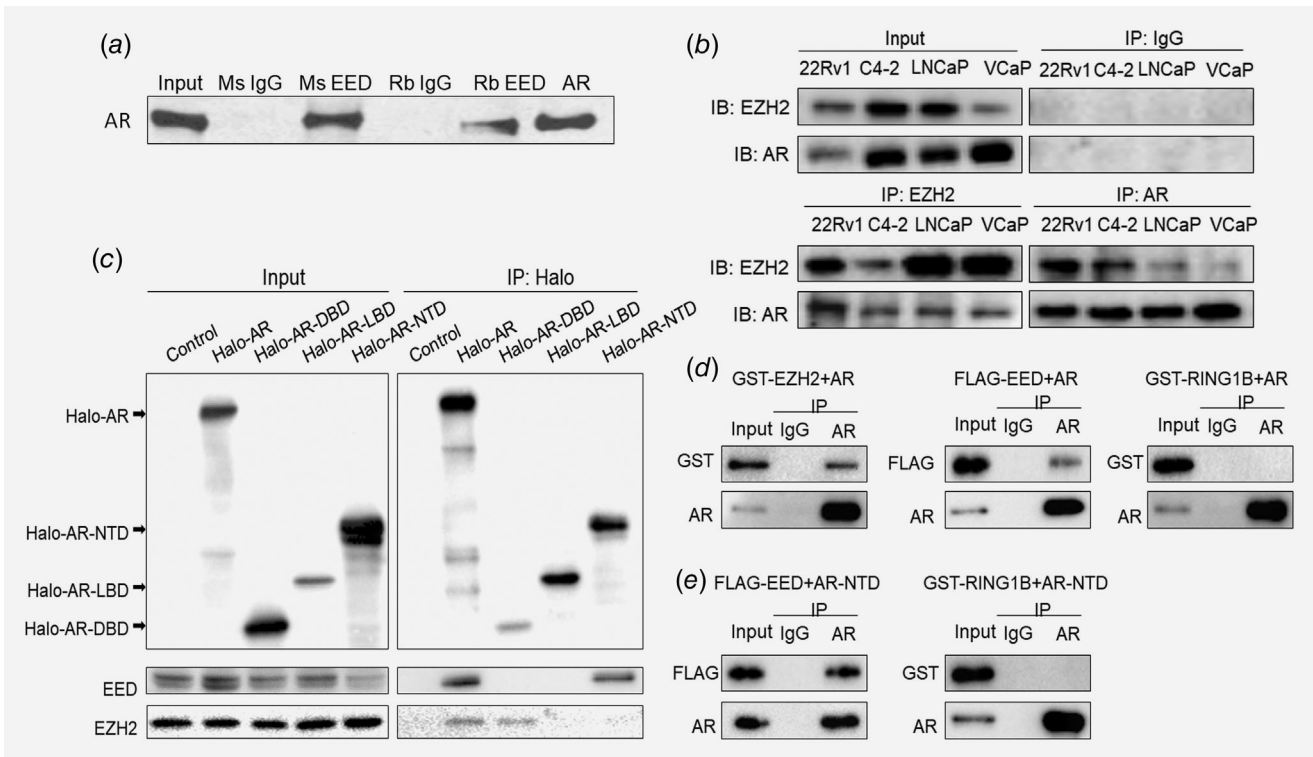 (a)
Input Ms IgG Ms EED Rb IgG Rb EED AR
AR
(b)
Input IP: IgG
22Rv1 C4-2 LNCaP VCaP 22Rv1 C4-2 LNCaP VCaP
IB: EZH2
IB: AR
IP: EZH2 IP: AR
22Rv1 C4-2 LNCaP VCaP 22Rv1 C4-2 LNCaP VCaP
IB: EZH2
IB: AR
(c)
Input IP: Halo
Control Halo-AR Halo-AR-DBD Halo-AR-LBD Halo-AR-NTD Control Halo-AR Halo-AR-DBD Halo-AR-LBD Halo-AR-NTD
Halo-AR
Halo-AR-NTD
Halo-AR-LBD
Halo-AR-DBD
EED
EZH2
(d)
GST-EZH2+AR FLAG-EED+AR GST-RING1B+AR
IP IP IP
Input IgG AR Input IgG AR Input IgG AR
GST FLAG GST
AR AR AR
(e) FLAG-EED+AR-NTD GST-RING1B+AR-NTD
IP IP
Input IgG AR Input IgG AR
FLAG GST
AR AR